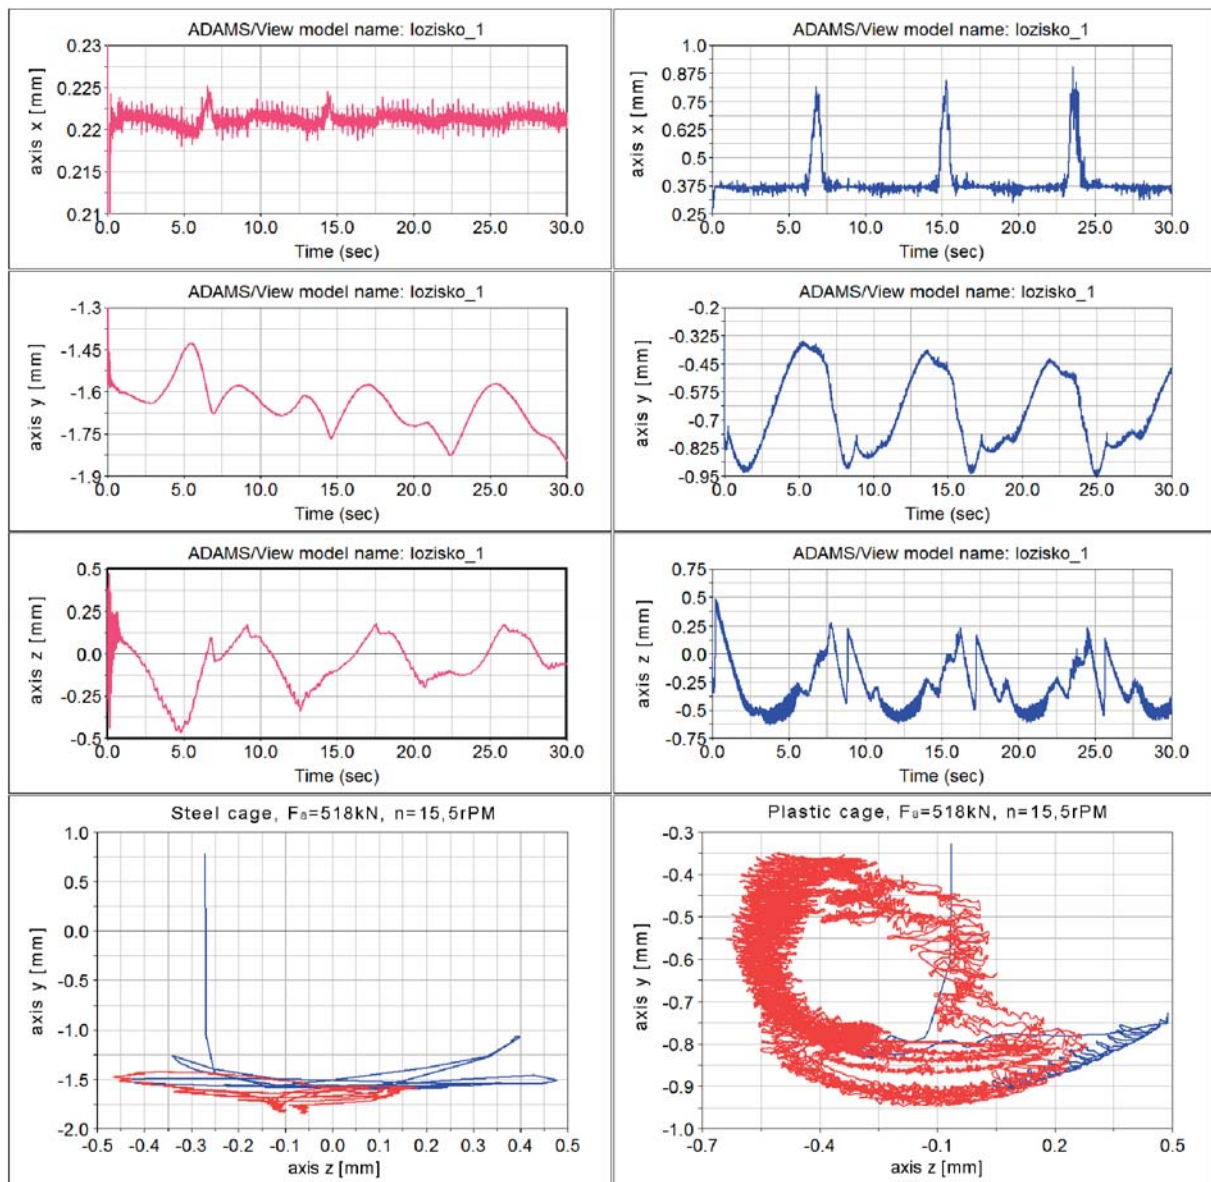 ADAMS/View model name: lozisko_1
axis x [mm]
0.23
0.225
0.22
0.215
0.21
0.0 5.0 10.0 15.0 20.0 25.0 30.0
Time (sec)
ADAMS/View model name: lozisko_1
axis x [mm]
1.0
0.875
0.75
0.625
0.5
0.375
0.25
0.0 5.0 10.0 15.0 20.0 25.0 30.0
Time (sec)
ADAMS/View model name: lozisko_1
axis y [mm]
-1.3
-1.45
-1.6
-1.75
-1.9
0.0 5.0 10.0 15.0 20.0 25.0 30.0
Time (sec)
ADAMS/View model name: lozisko_1
axis y [mm]
-0.2
-0.325
-0.45
-0.575
-0.7
-0.825
-0.95
0.0 5.0 10.0 15.0 20.0 25.0 30.0
Time (sec)
ADAMS/View model name: lozisko_1
axis z [mm]
0.5
0.25
0.0
-0.25
-0.5
0.0 5.0 10.0 15.0 20.0 25.0 30.0
Time (sec)
ADAMS/View model name: lozisko_1
axis z [mm]
0.75
0.5
0.25
0.0
-0.25
-0.5
-0.75
0.0 5.0 10.0 15.0 20.0 25.0 30.0
Time (sec)
Steel cage, Fa=518kN, n=15,5rPM
axis y [mm]
1.0
0.5
0.0
-0.5
-1.0
-1.5
-2.0
-0.5 -0.4 -0.3 -0.2 -0.1 0.0 0.1 0.2 0.3 0.4 0.5
axis z [mm]
Plastic cage, Fa=518kN, n=15,5rPM
axis y [mm]
-0.3
-0.4
-0.5
-0.6
-0.7
-0.8
-0.9
-1.0
-0.7 -0.4 -0.1 0.2 0.5
axis z [mm]